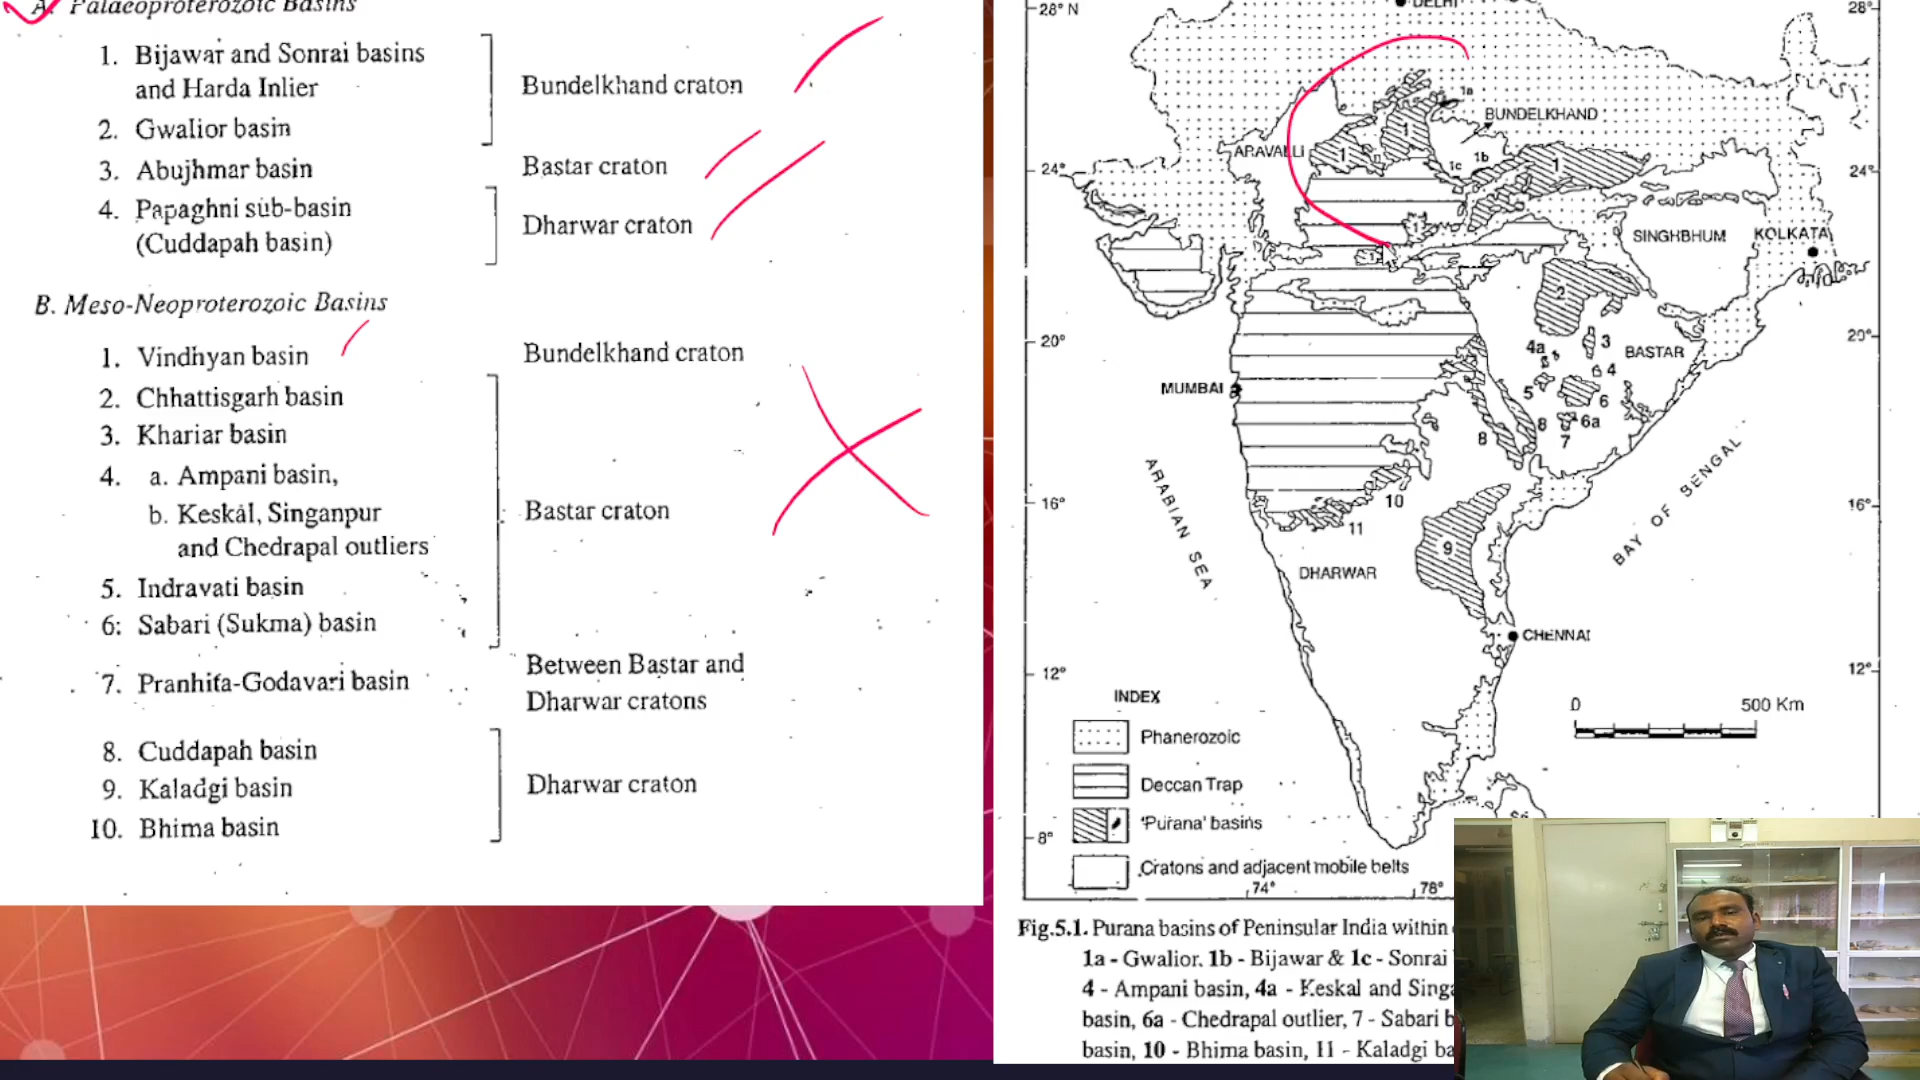 A. Palaeoproterozoic Basins
1. Bijawar and Sonrai basins
and Harda Inlier
Bundelkhand craton
2. Gwalior basin
3. Abujhmar basin
Bastar craton
4. Papaghni sub-basin
(Cuddapah basin)
Dharwar craton
B. Meso-Neoproterozoic Basins
1. Vindhyan basin
Bundelkhand craton
2. Chhattisgarh basin
3. Khariar basin
4. a. Ampani basin,
b. Keskal, Singanpur
and Chedrapal outliers
Bastar craton
5. Indravati basin
6. Sabari (Sukma) basin
7. Pranhita-Godavari basin
Between Bastar and
Dharwar cratons
8. Cuddapah basin
9. Kaladgi basin
10. Bhima basin
Dharwar craton
28° N
DELHI
28°
1a
BUNDELKHAND
1
ARAVALLI
1
1b
1c
1
24°
24°
SINGHBHUM
KOLKATA
1
1
2
20°
20°
3
4a
BASTAR
4
MUMBAI
5
6
8
8
6a
7
ARABIAN SEA
BAY OF BENGAL
16°
10
16°
11
9
DHARWAR
CHENNAI
12°
12°
INDEX
0
500 Km
Phanerozoic
Deccan Trap
'Purana' basins
8°
Cratons and adjacent mobile belts
74°
78°
Fig.5.1. Purana basins of Peninsular India within
1a - Gwalior. 1b - Bijawar & 1c - Sonrai
4 - Ampani basin, 4a - Keskal and Singa
basin, 6a - Chedrapal outlier, 7 - Sabari b
basin, 10 - Bhima basin, 11 - Kaladgi ba